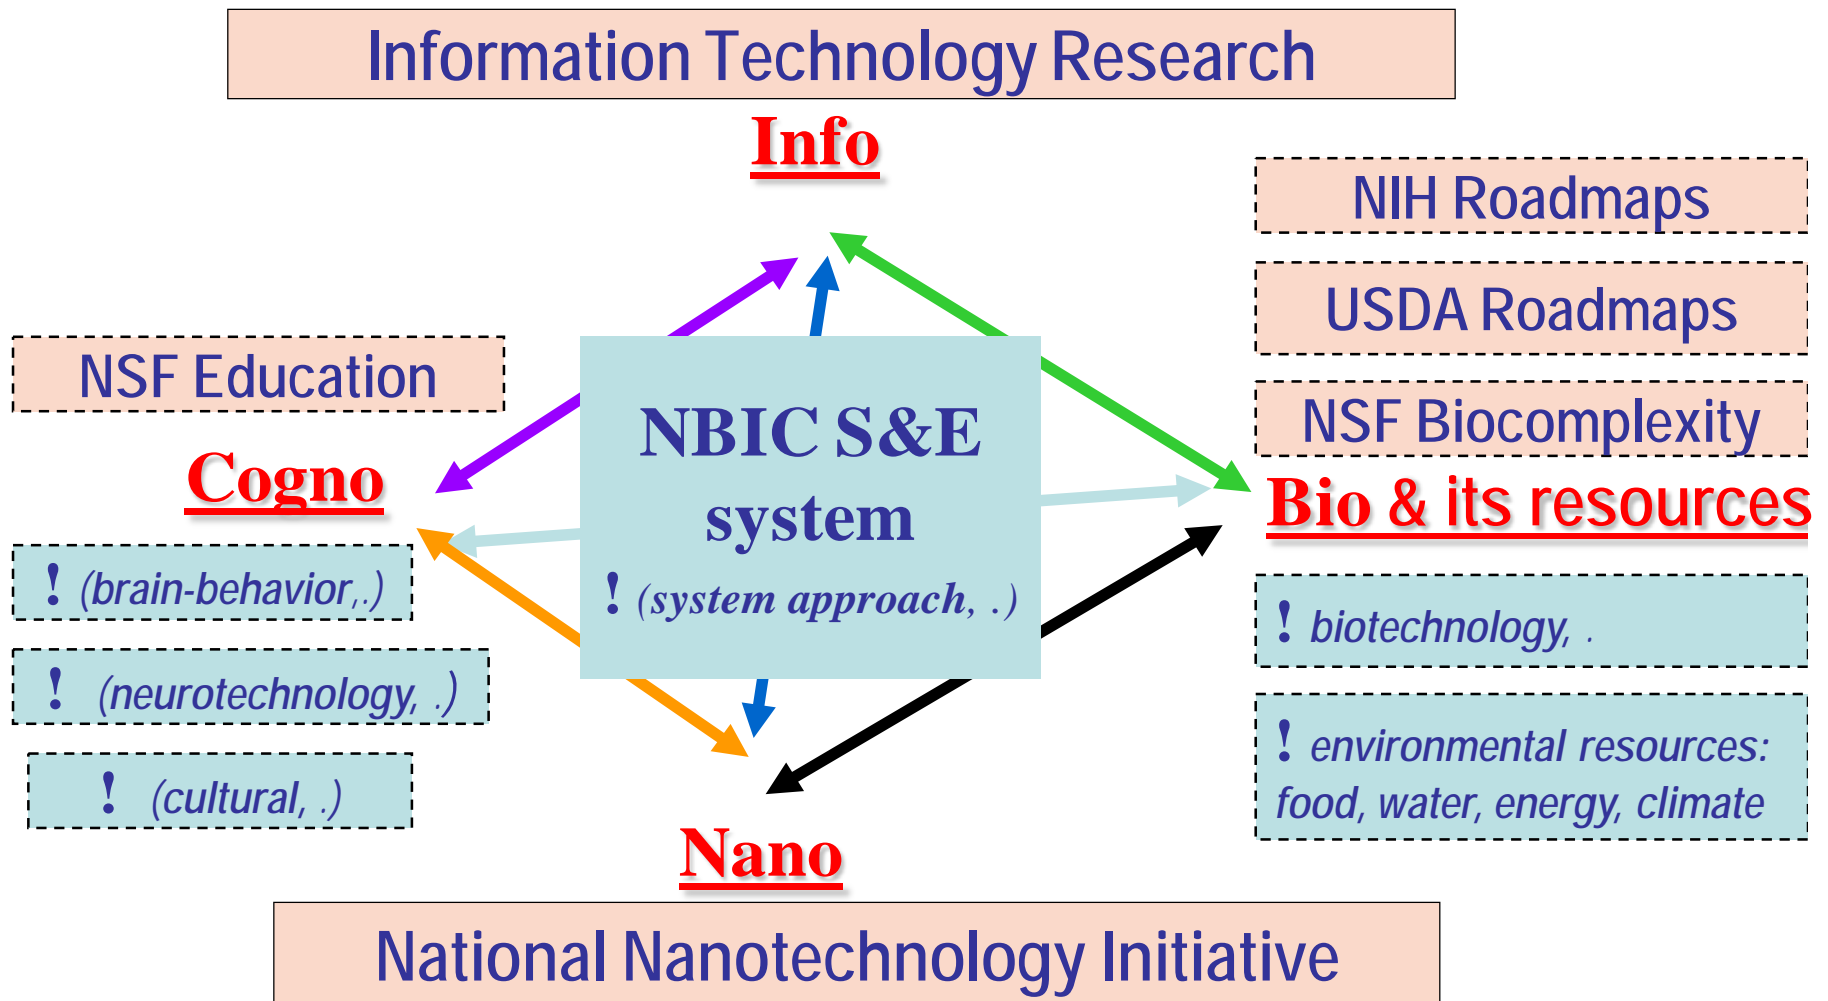 Information Technology Research
Info
NIH Roadmaps
USDA Roadmaps
NSF Biocomplexity
NSF Education
NBIC S&E
system
! (system approach, .)
Cogno
! (brain-behavior,.)
! (neurotechnology, .)
! (cultural, .)
Bio & its resources
! biotechnology, .
! environmental resources:
food, water, energy, climate
Nano
National Nanotechnology Initiative